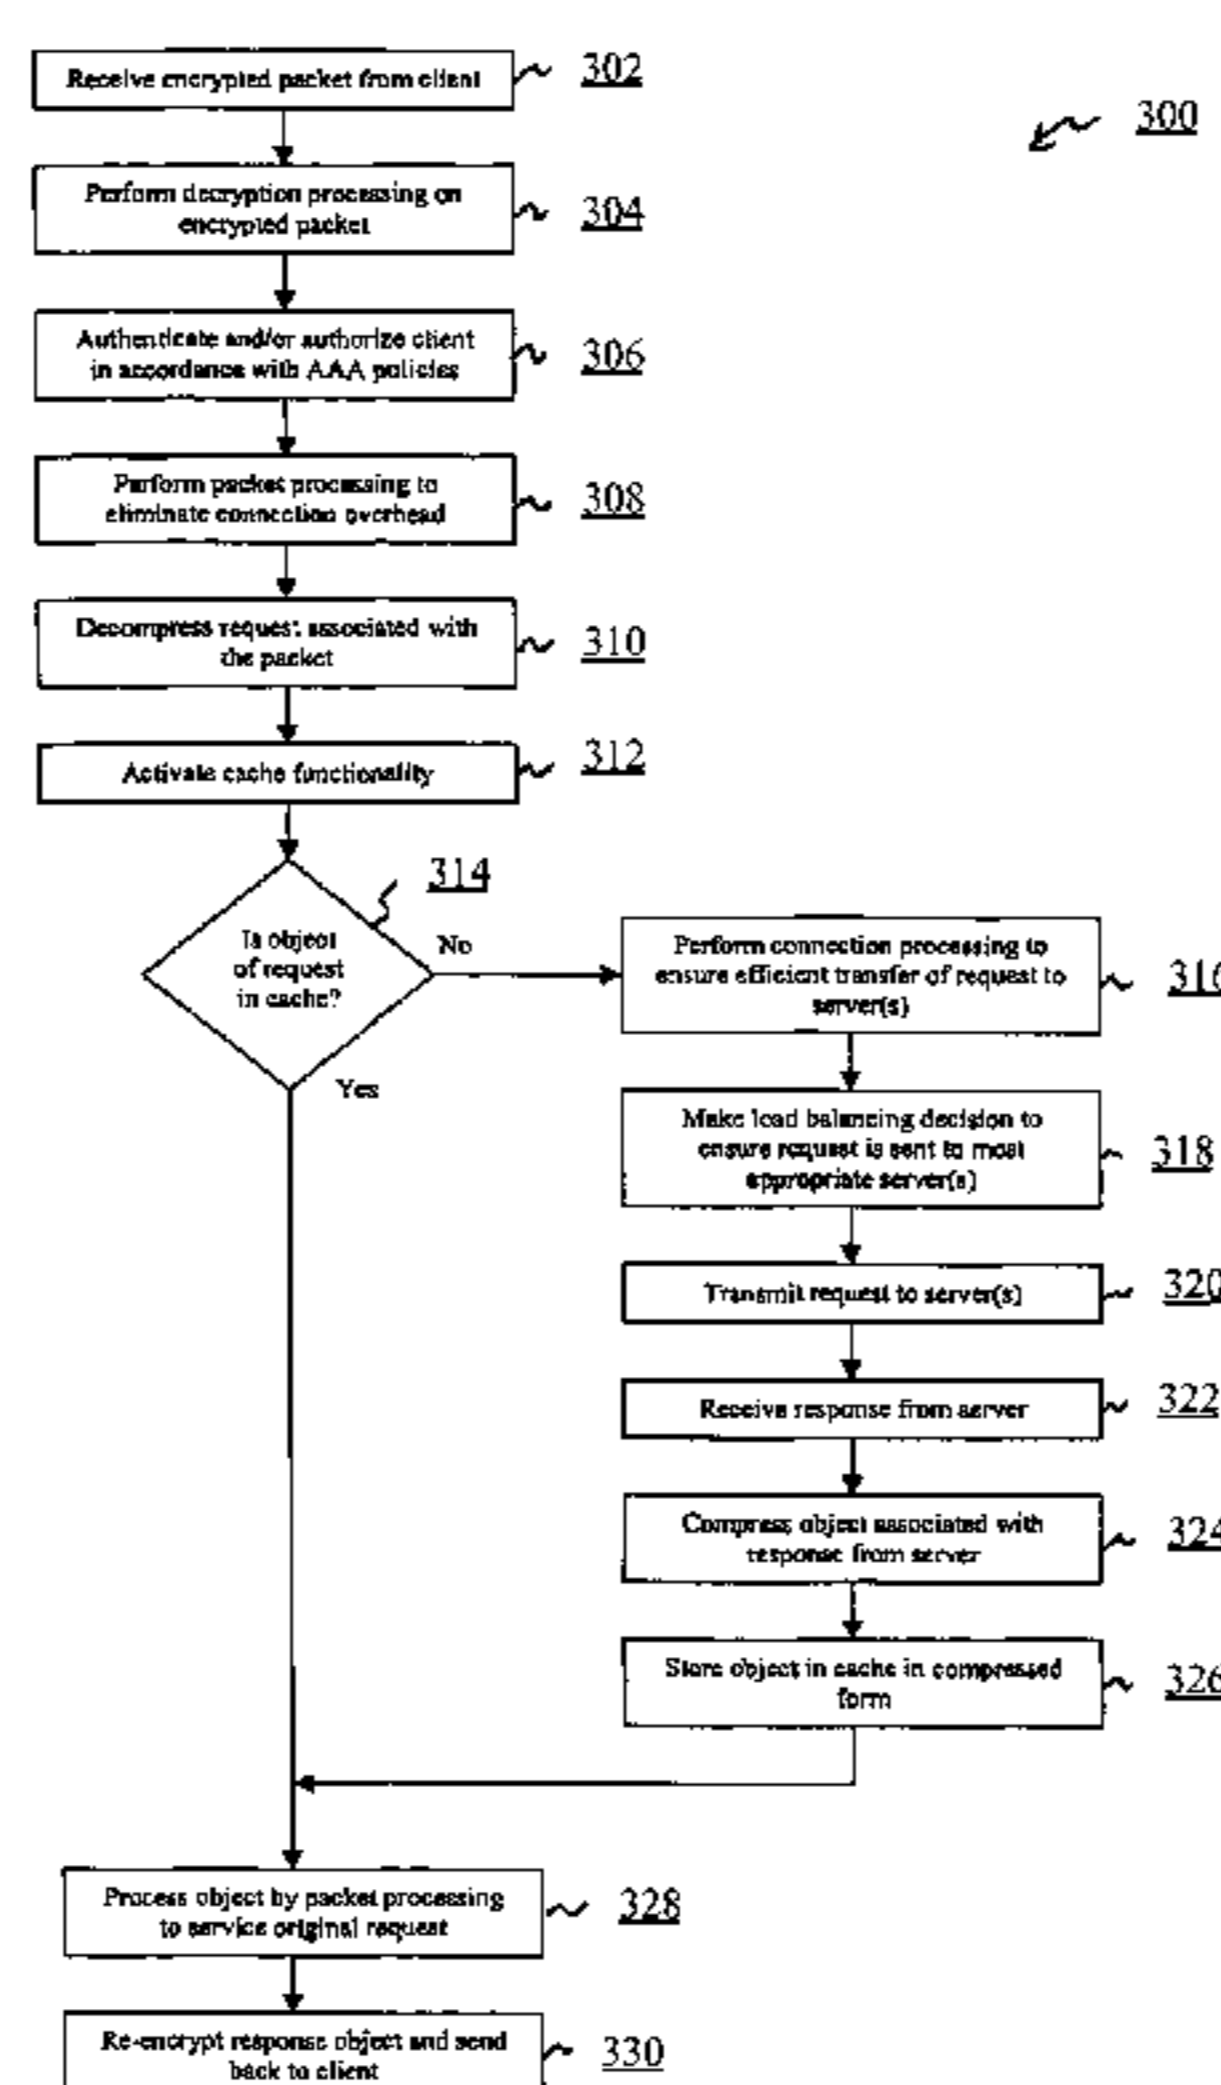 Receive encrypted packet from client
302
300
Perform decryption processing on
encrypted packet
304
Authenticate and/or authorize client
in accordance with AAA policies
306
Perform packet processing to
eliminate connection overhead
308
Decompress request associated with
the packet
310
Activate cache functionality
312
314
Is object
of request
in cache?
No
Yes
Perform connection processing to
ensure efficient transfer of request to
server(s)
316
Make load balancing decision to
ensure request is sent to most
appropriate server(s)
318
Transmit request to server(s)
320
Receive response from server
322
Compress object associated with
response from server
324
Store object in cache in compressed
form
326
Process object by packet processing
to service original request
328
Re-encrypt response object and send
back to client
330